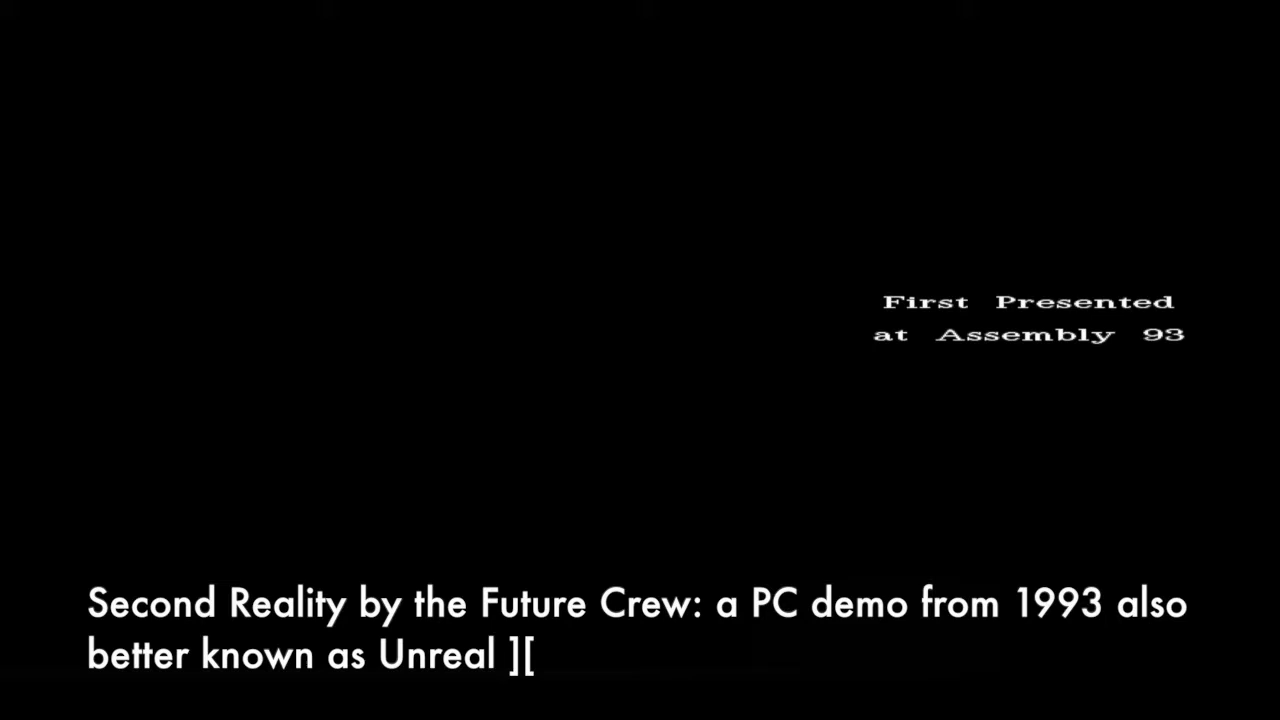 First Presented
at Assembly 93
Second Reality by the Future Crew: a PC demo from 1993 also
better known as Unreal ][